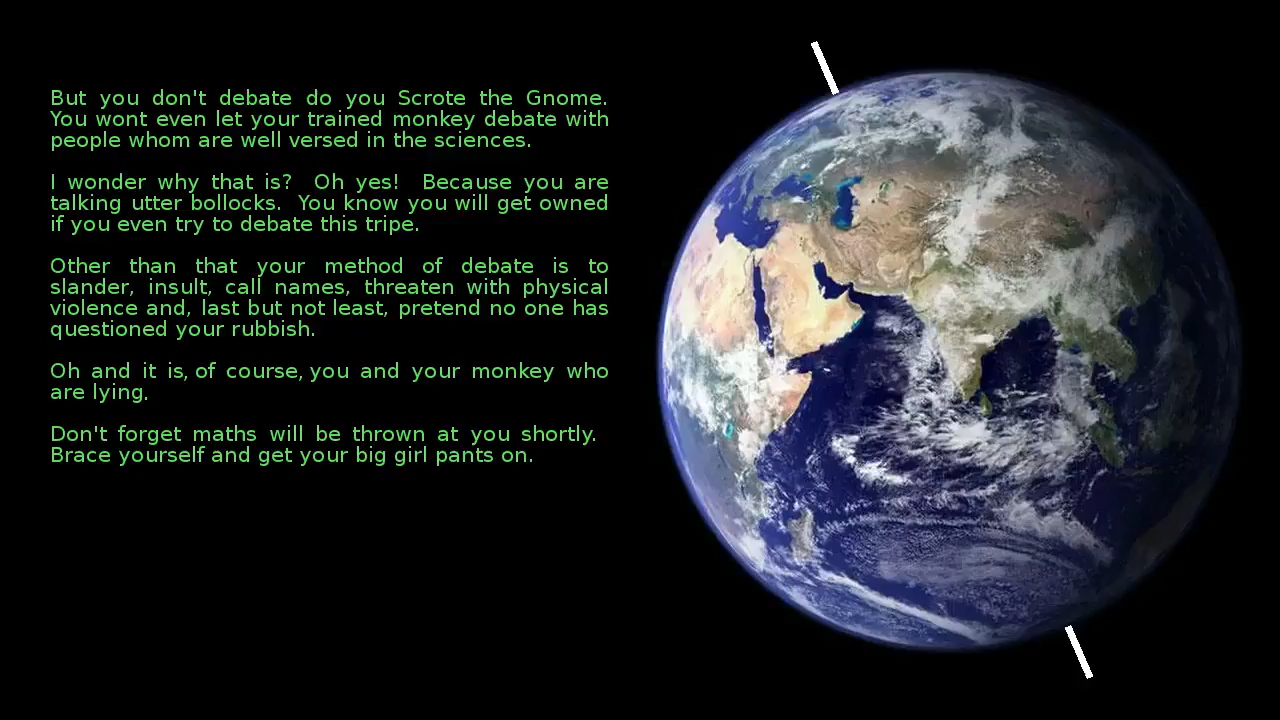 But you don't debate do you Scrote the Gnome.
You wont even let your trained monkey debate with
people whom are well versed in the sciences.
I wonder why that is?  Oh yes!  Because you are
talking utter bollocks.  You know you will get owned
if you even try to debate this tripe.
Other than that your method of debate is to
slander, insult, call names, threaten with physical
violence and, last but not least, pretend no one has
questioned your rubbish.
Oh and it is, of course, you and your monkey who
are lying.
Don't forget maths will be thrown at you shortly.
Brace yourself and get your big girl pants on.